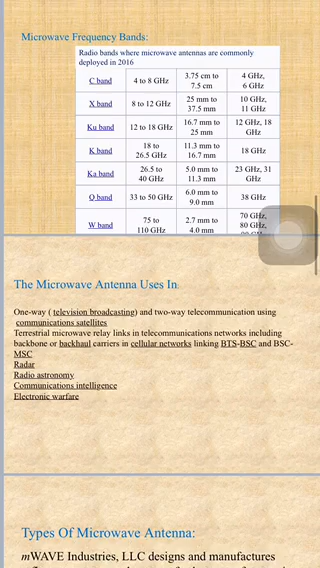 Microwave Frequency Bands:
Radio bands where microwave antennas are commonly
deployed in 2016
C band 4 to 8 GHz 3.75 cm to 7.5 cm 4 GHz, 6 GHz
X band 8 to 12 GHz 25 mm to 37.5 mm 10 GHz, 11 GHz
Ku band 12 to 18 GHz 16.7 mm to 25 mm 12 GHz, 18 GHz
K band 18 to 26.5 GHz 11.3 mm to 16.7 mm 18 GHz
Ka band 26.5 to 40 GHz 5.0 mm to 11.3 mm 23 GHz, 31 GHz
Q band 33 to 50 GHz 6.0 mm to 9.0 mm 38 GHz
W band 75 to 110 GHz 2.7 mm to 4.0 mm 70 GHz, 80 GHz,
The Microwave Antenna Uses In
One-way ( television broadcasting) and two-way telecommunication using
communications satellites
Terrestrial microwave relay links in telecommunications networks including
backbone or backhaul carriers in cellular networks linking BTS-BSC and BSC-
MSC
Radar
Radio astronomy
Communications intelligence
Electronic warfare
Types Of Microwave Antenna:
mWAVE Industries, LLC designs and manufactures